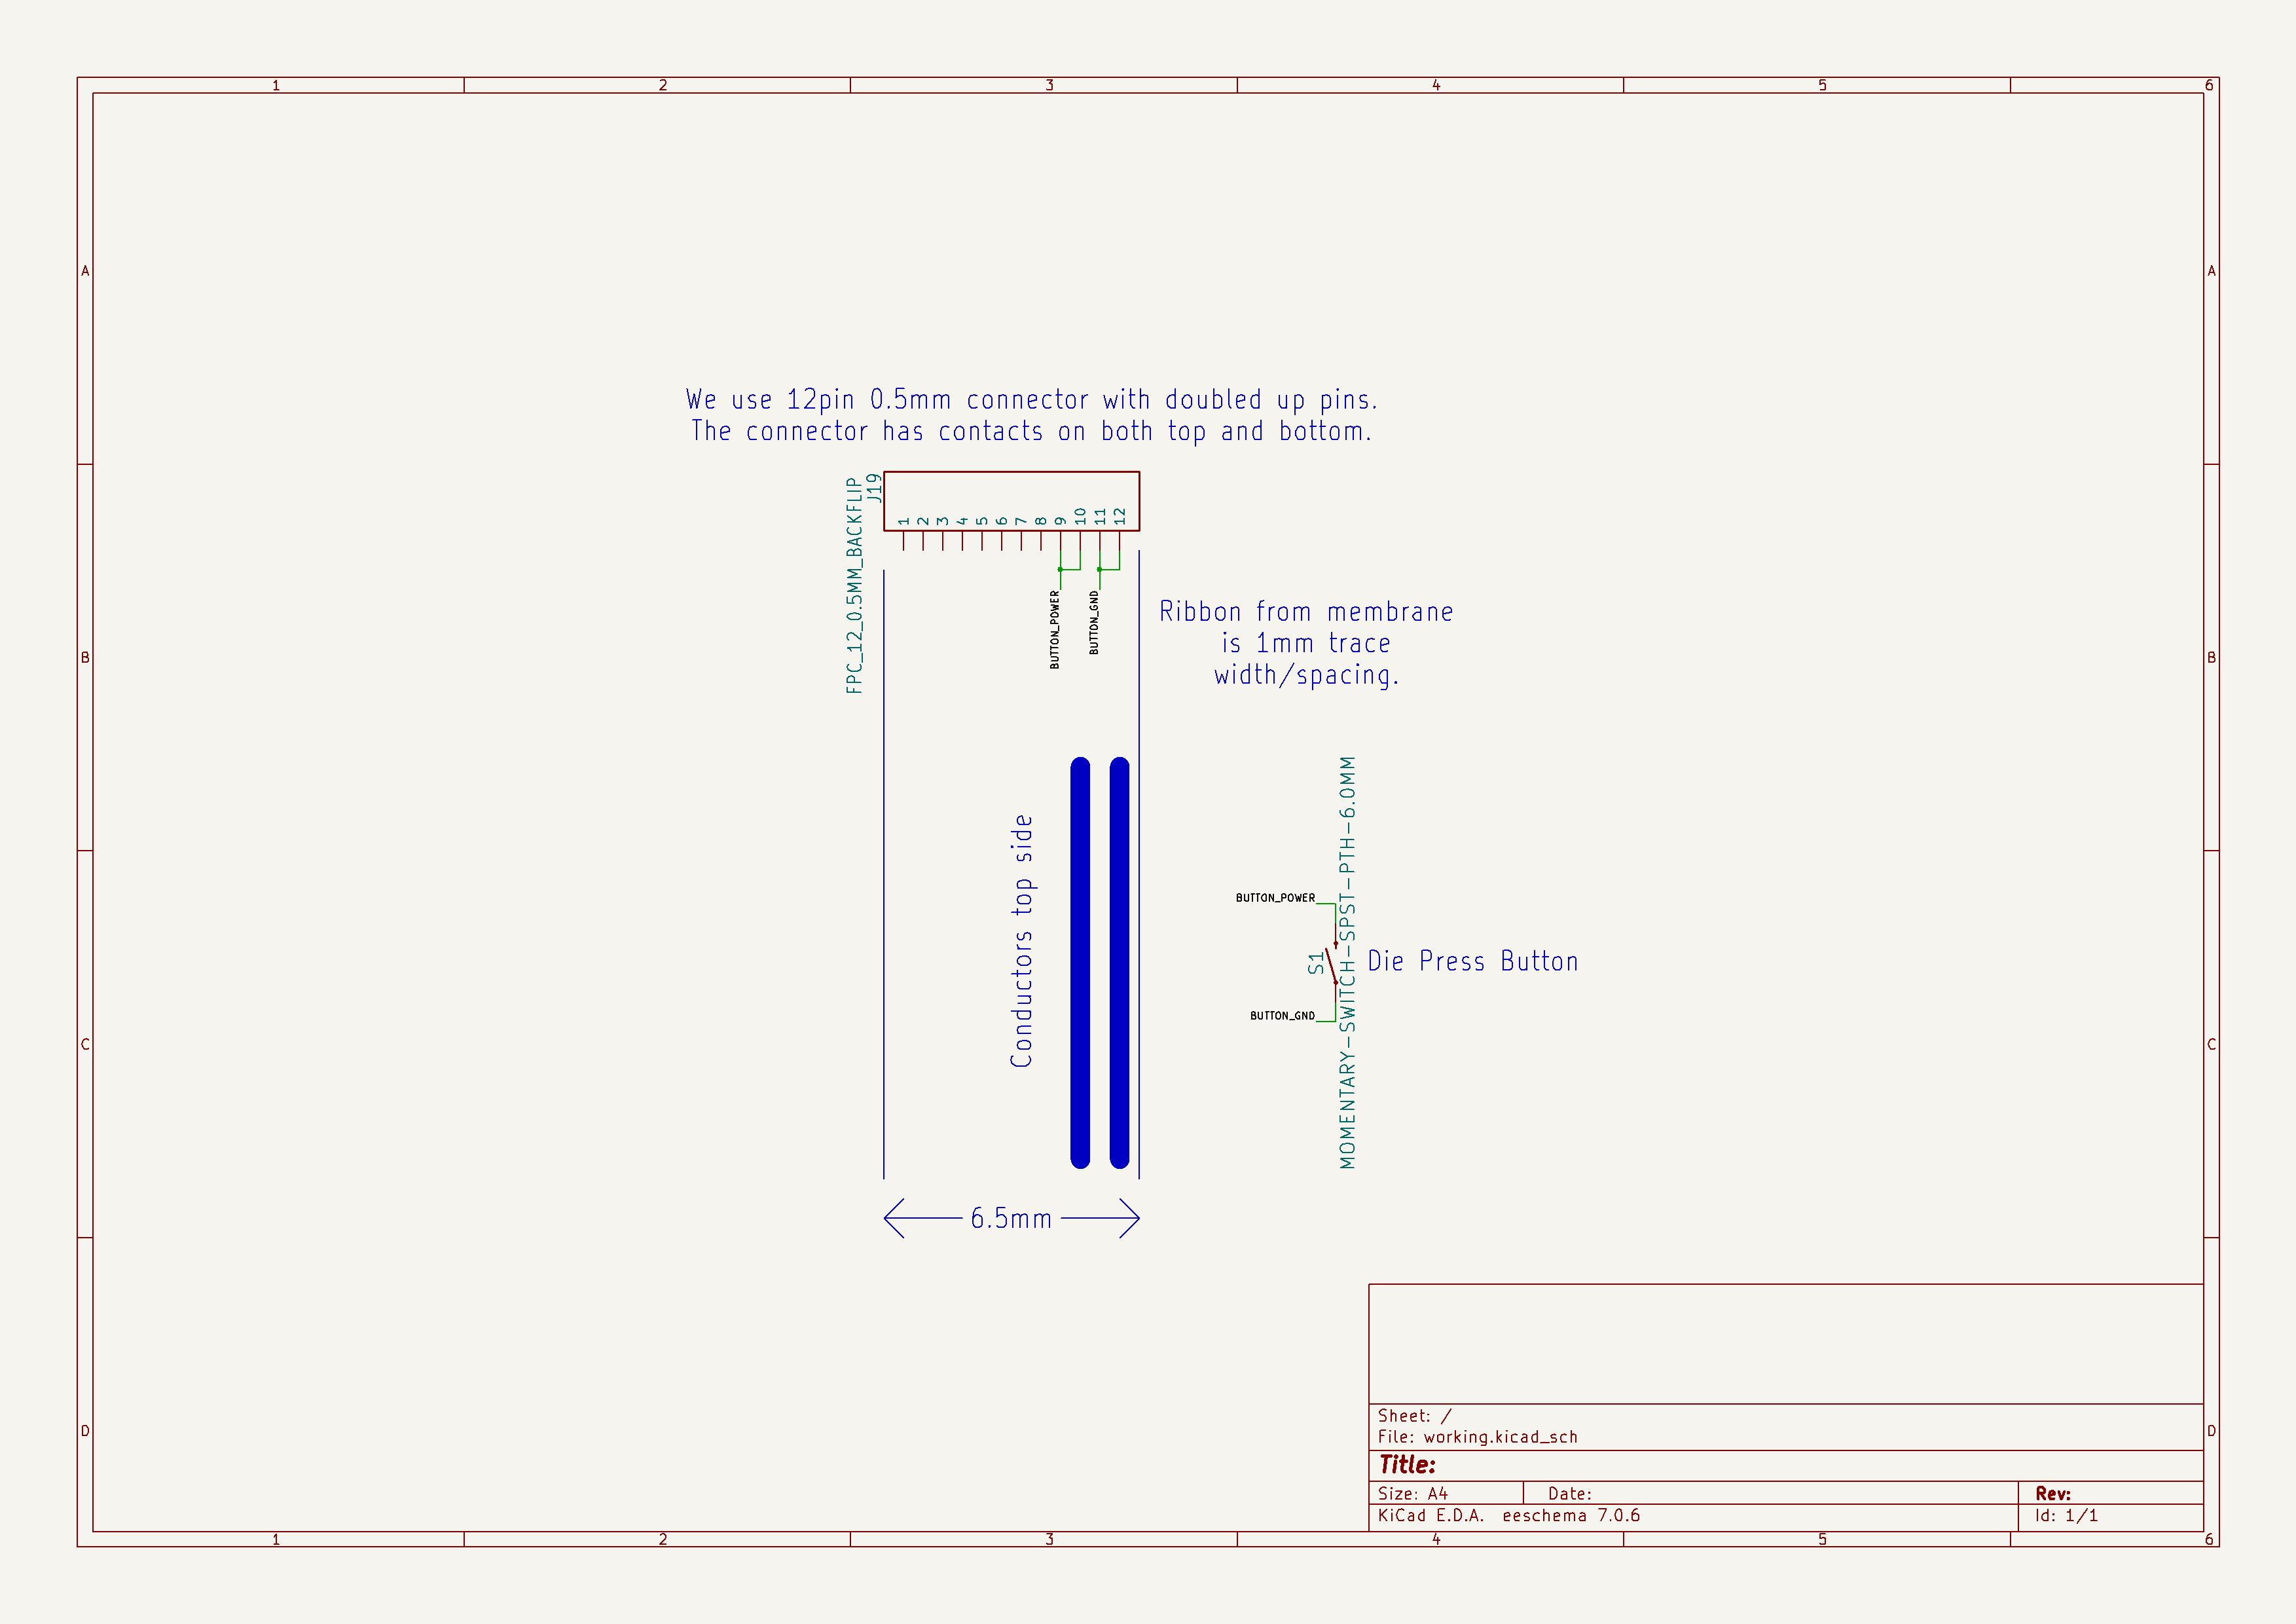 1 2 3 4 5 6
A A
We use 12pin 0.5mm connector with doubled up pins.
The connector has contacts on both top and bottom.
J19
FPC_12_0.5MM_BACKFLIP
1 2 3 4 5 6 7 8 9 10 11 12
BUTTON_POWER
BUTTON_GND
Ribbon from membrane
is 1mm trace
width/spacing.
B B
Conductors top side
MOMENTARY-SWITCH-SPST-PTH-6.0MM
BUTTON_POWER
S1
Die Press Button
BUTTON_GND
C C
6.5mm
Sheet: /
File: working.kicad_sch
D D
Title:
Size: A4 Date: Rev:
KiCad E.D.A. eeschema 7.0.6 Id: 1/1
1 2 3 4 5 6